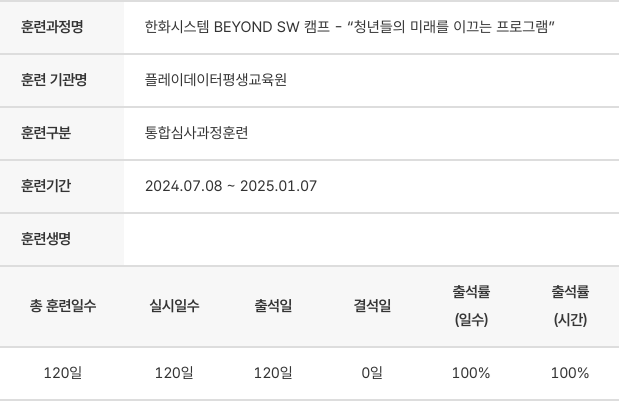 훈련과정명 한화시스템 BEYOND SW 캠프 - “청년들의 미래를 이끄는 프로그램”
훈련 기관명 플레이데이터평생교육원
훈련구분 통합심사과정훈련
훈련기간 2024.07.08 ~ 2025.01.07
훈련생명
총 훈련일수 실시일수 출석일 결석일 출석률 (일수) 출석률 (시간)
120일 120일 120일 0일 100% 100%